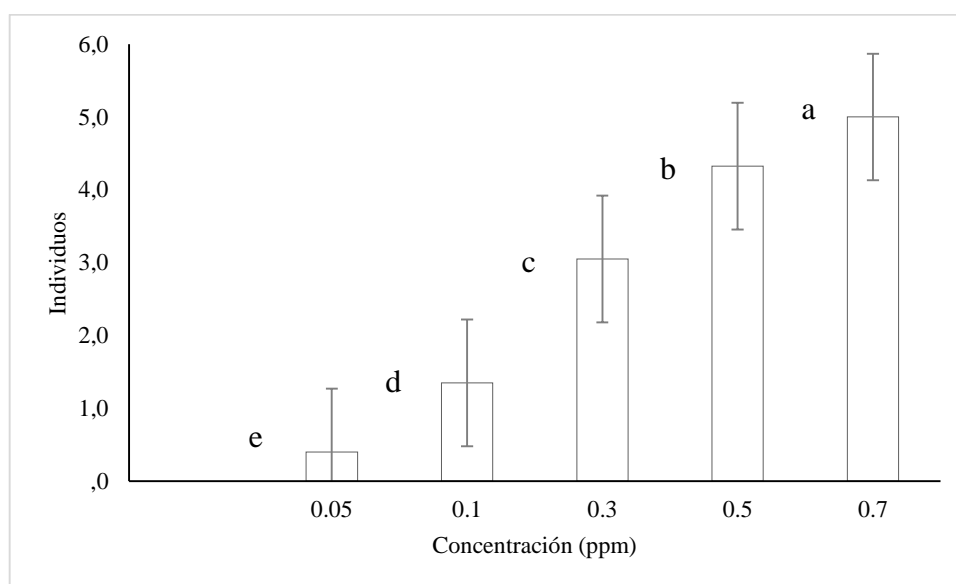 6,0
5,0
4,0
3,0
2,0
1,0
,0
Individuos
e
d
c
b
a
0.05 0.1 0.3 0.5 0.7
Concentración (ppm)